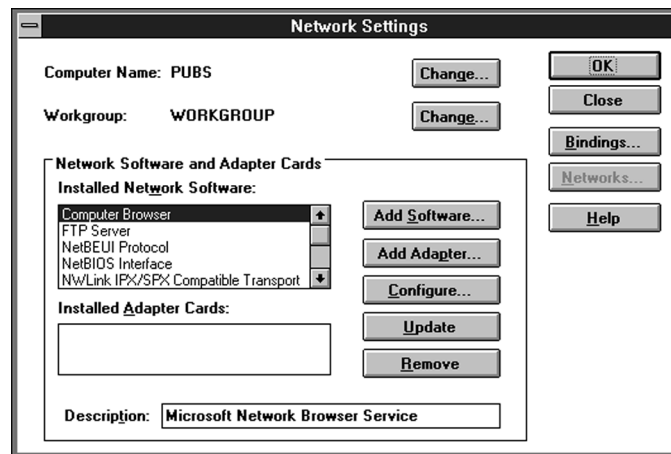 Network Settings
Computer Name: PUBS
Change...
OK
Close
Workgroup: WORKGROUP
Change...
Bindings...
Networks...
Help
Network Software and Adapter Cards
Installed Network Software:
Computer Browser
FTP Server
NetBEUI Protocol
NetBIOS Interface
NWLink IPX/SPX Compatible Transport
Add Software...
Add Adapter...
Configure...
Update
Remove
Installed Adapter Cards:
Description: Microsoft Network Browser Service